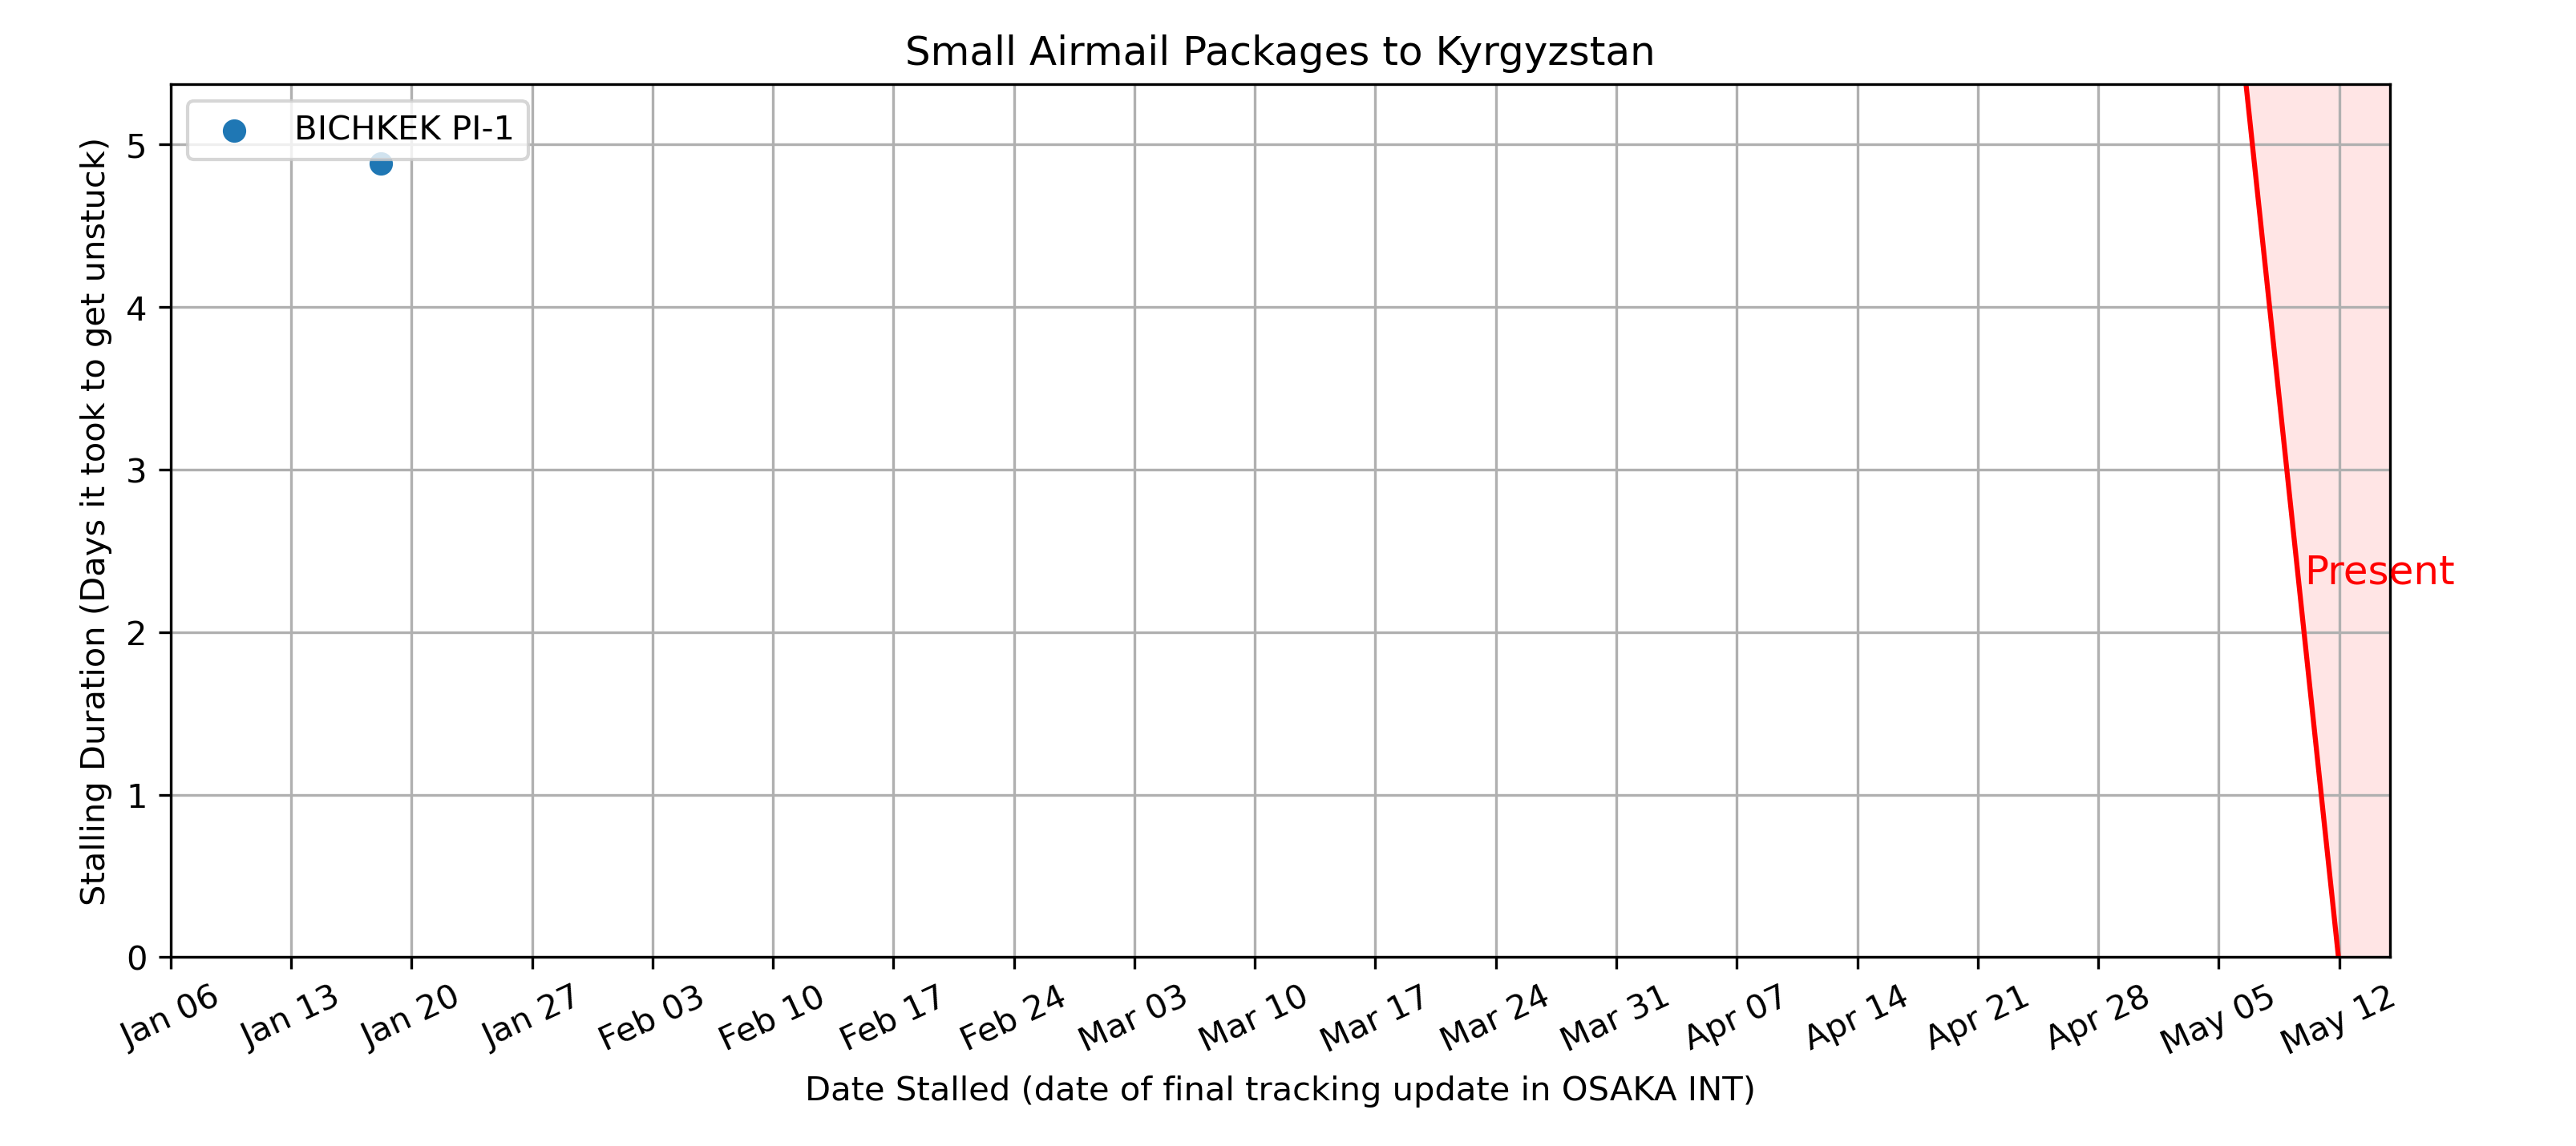 Small Airmail Packages to Kyrgyzstan
BICHKEK PI-1
Stalling Duration (Days it took to get unstuck)
5
4
3
2
1
0
Present
Jan 06
Jan 13
Jan 20
Jan 27
Feb 03
Feb 10
Feb 17
Feb 24
Mar 03
Mar 10
Mar 17
Mar 24
Mar 31
Apr 07
Apr 14
Apr 21
Apr 28
May 05
May 12
Date Stalled (date of final tracking update in OSAKA INT)